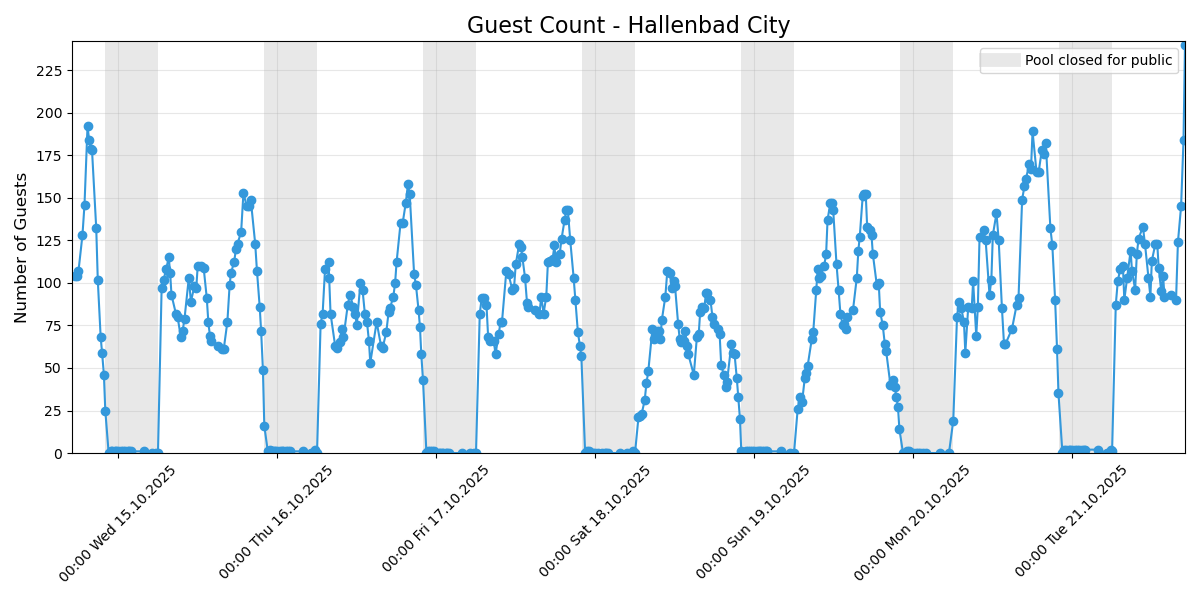 Guest Count - Hallenbad City
Pool closed for public
Number of Guests
225
200
175
150
125
100
75
50
25
0
00:00 Wed 15.10.2025
00:00 Thu 16.10.2025
00:00 Fri 17.10.2025
00:00 Sat 18.10.2025
00:00 Sun 19.10.2025
00:00 Mon 20.10.2025
00:00 Tue 21.10.2025